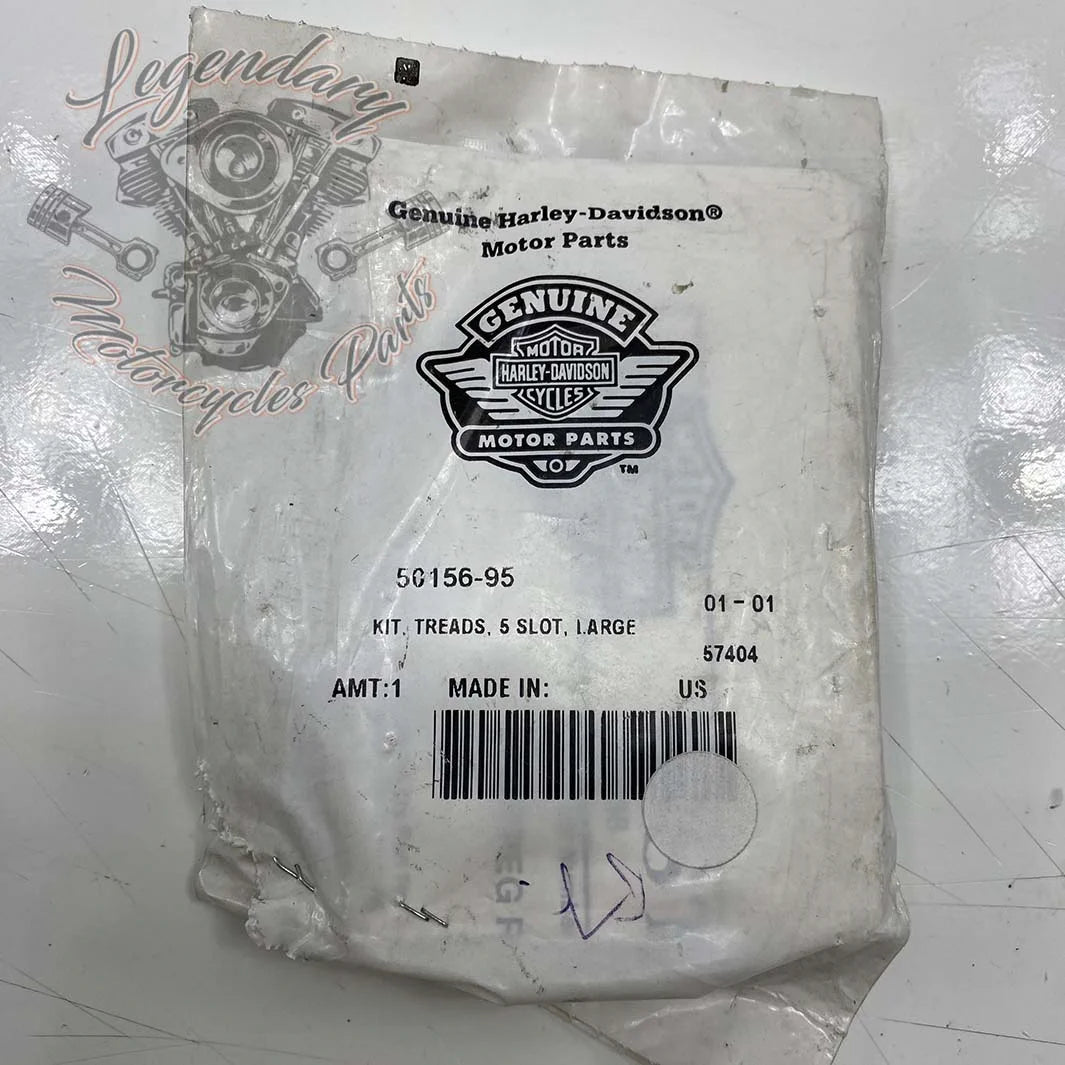 Legendary
Motorcycles Parts
Genuine Harley-Davidson®
Motor Parts
GENUINE
MOTOR
HARLEY-DAVIDSON
CYCLES
MOTOR PARTS
TM
50156-95
01-01
KIT, TREADS, 5 SLOT, LARGE
57404
AMT:1 MADE IN: US
EG F